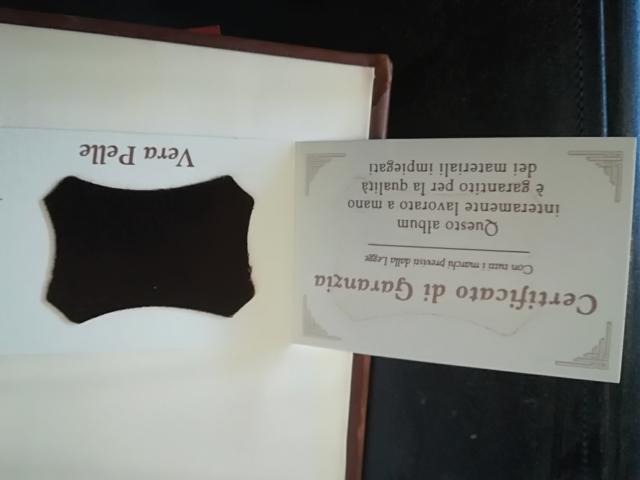 Certificato di Garanzia
Con tutti i marchi previsti dalla Legge
Questo album
interamente lavorato a mano
è garantito per la qualità
dei materiali impiegati
Vera Pelle